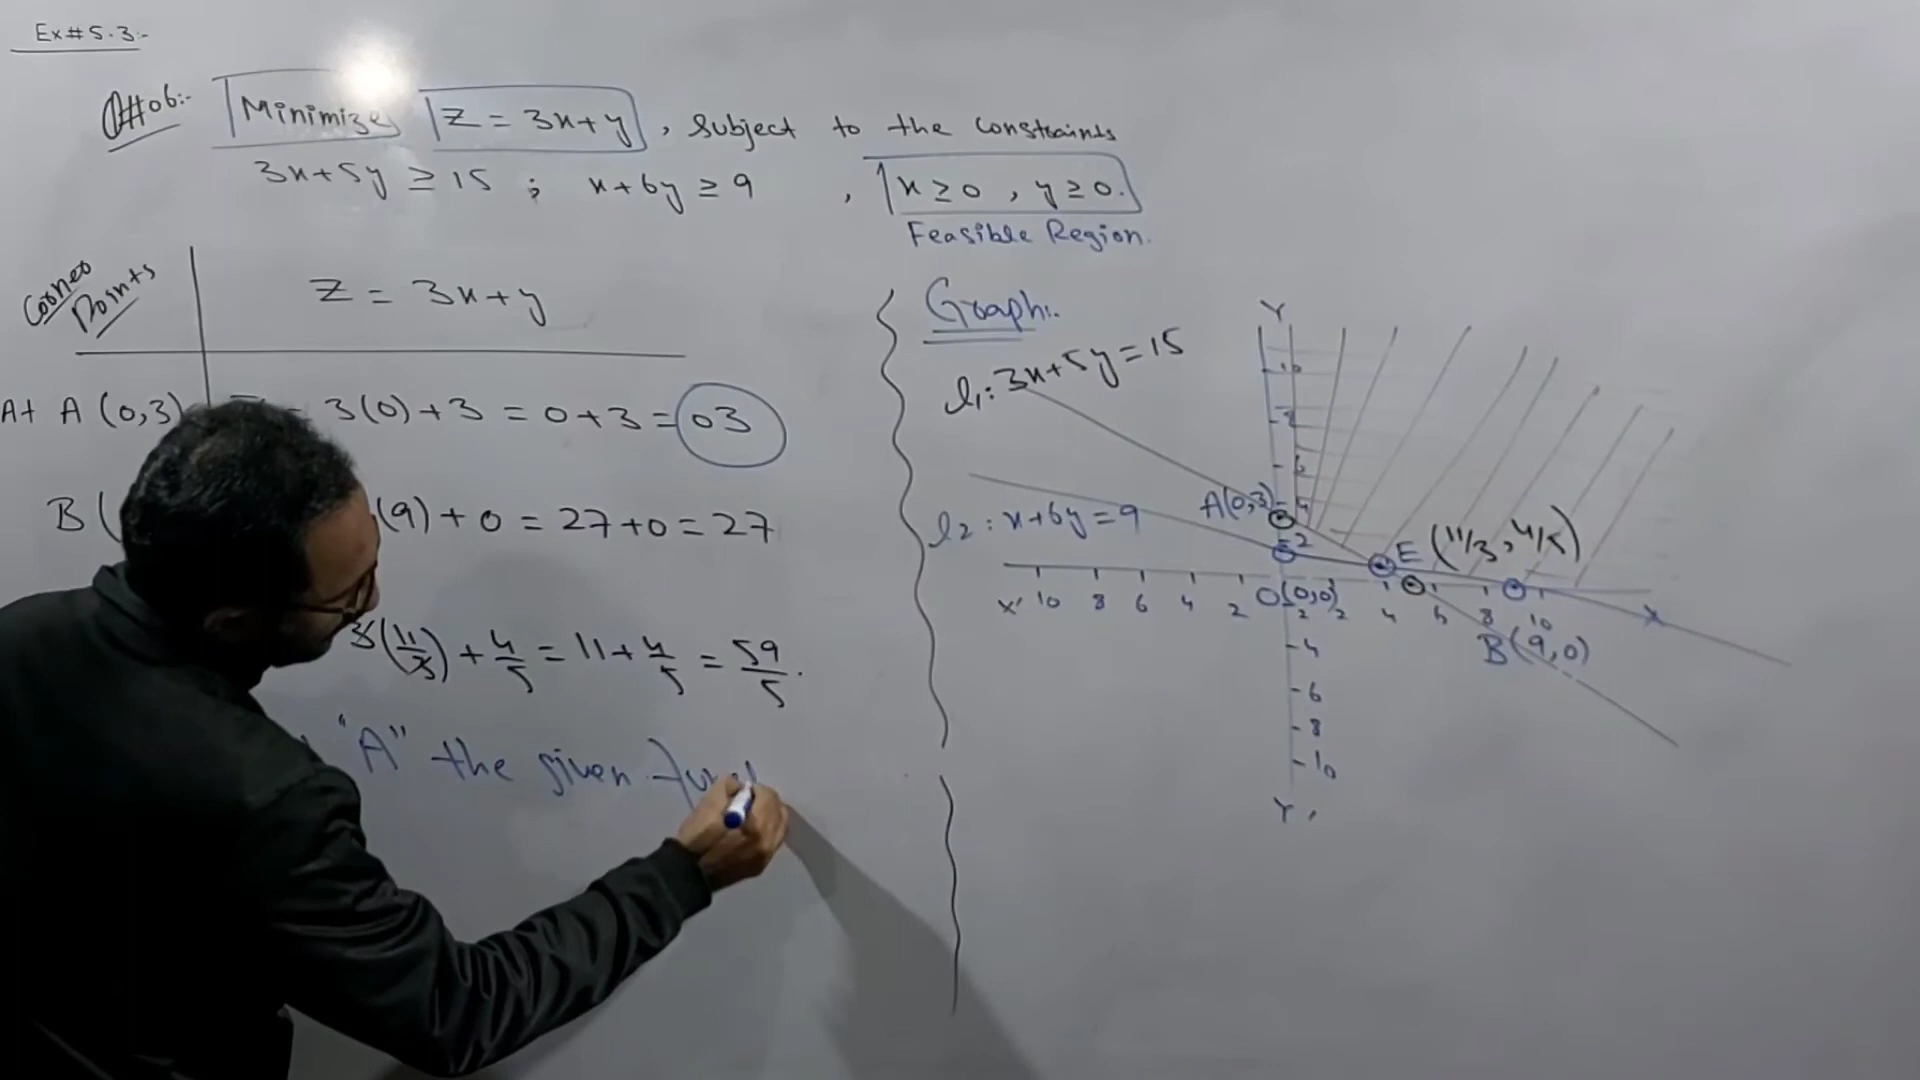 Ex#5.3:-
Q#06:- Minimize Z = 3x+y , Subject to the Constraints
3x+5y ≥ 15 ; x+6y ≥ 9 , x ≥ 0 , y ≥ 0.
Feasible Region.
Corner Points
Z = 3x+y
At A (0,3) 3(0)+3 = 0+3 = 03
B ( (9)+0 = 27+0 = 27
3(11/3) + 4/5 = 11 + 4/5 = 59/5.
"A" the given
Graph:.
l₁: 3x+5y = 15
l₂ : x+6y = 9
Y
10
8
6
A(0,3) 4
2
E (11/3, 4/5)
X' 10 8 6 4 2 O(0,0) 2 2 4 6 8 10 X
B(9,0)
-4
-6
-8
-10
Y'